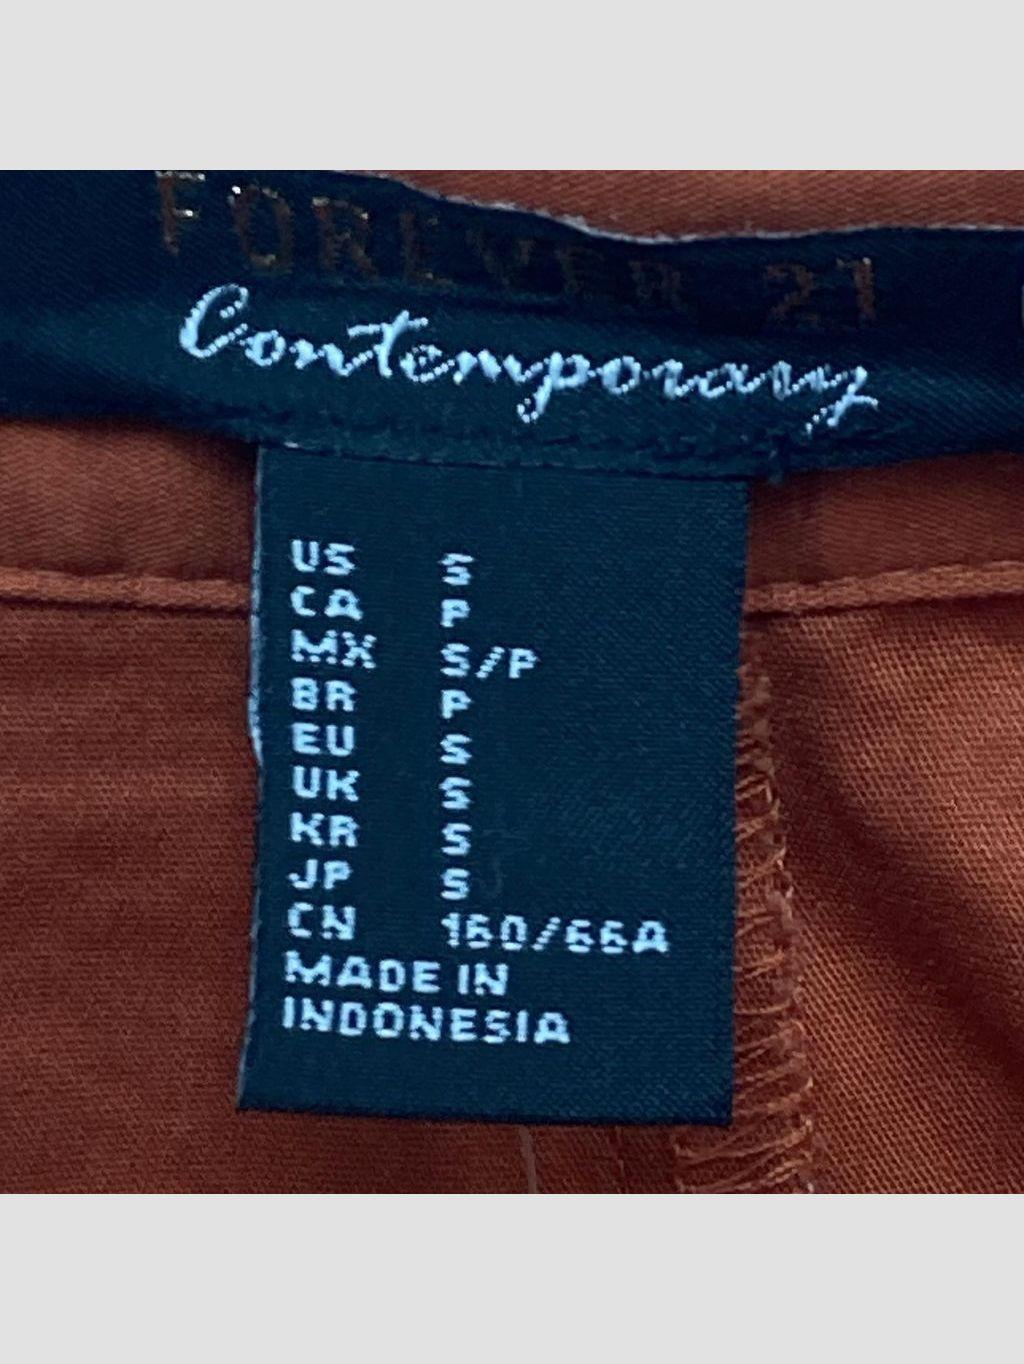 FOREVER 21
Contemporary
US S
CA P
MX S/P
BR P
EU S
UK S
KR S
JP S
CN 160/66A
MADE IN
INDONESIA